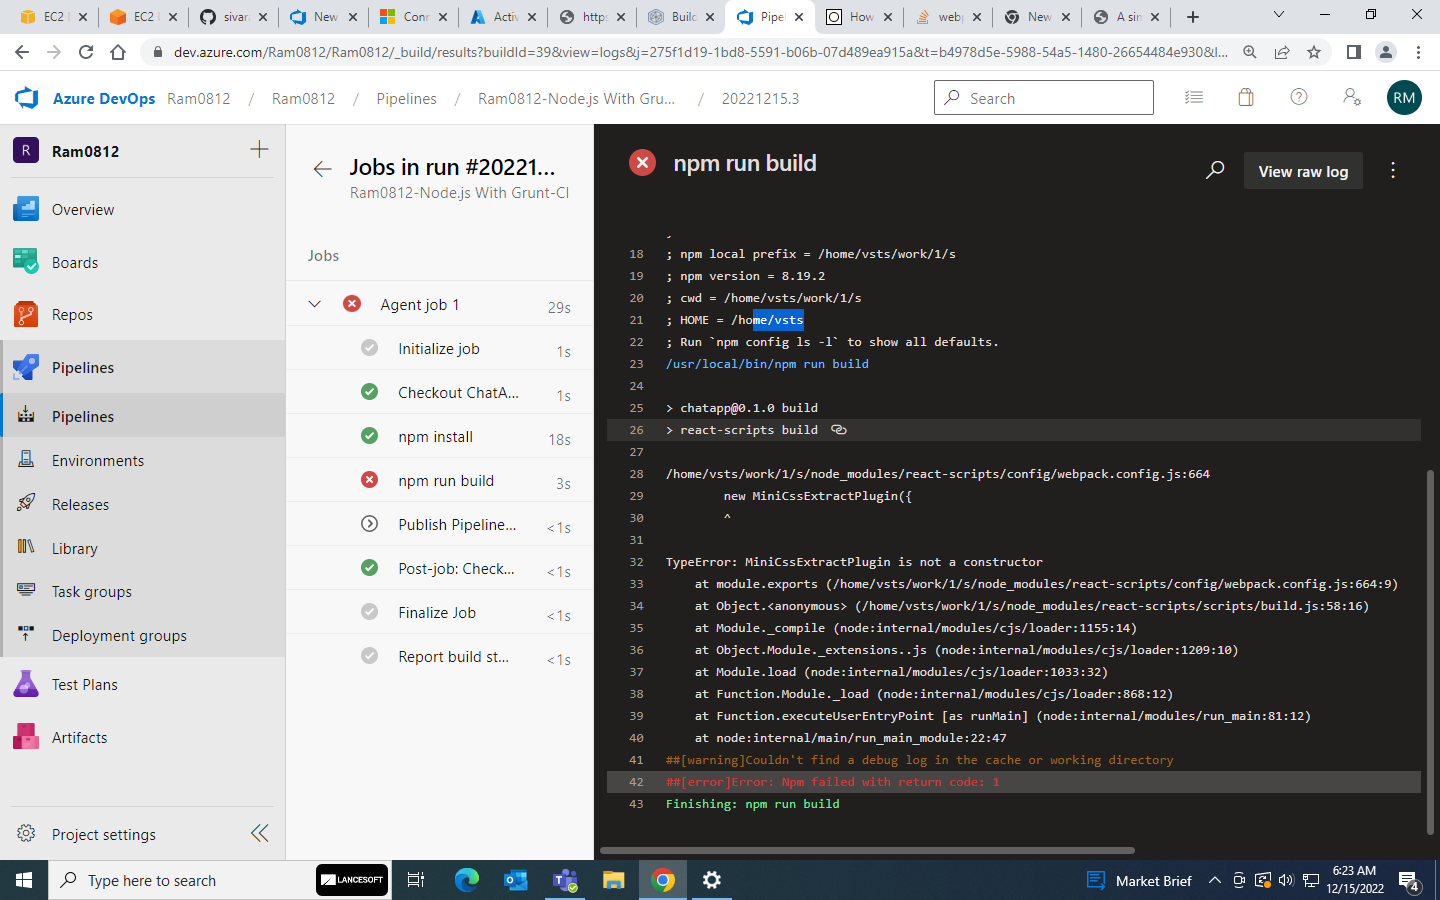 EC2 M
EC2 I
sivara
New
Conn
Activ
https
Build
Pipel
How
webp
New
A sim
dev.azure.com/Ram0812/Ram0812/_build/results?buildId=39&view=logs&j=275f1d19-1bd8-5591-b06b-07d489ea915a&t=b4978d5e-5988-54a5-1480-26654484e930&l...
Azure DevOps Ram0812 / Ram0812 / Pipelines / Ram0812-Node.js With Gru... / 20221215.3
Search
RM
R Ram0812
Overview
Boards
Repos
Pipelines
Pipelines
Environments
Releases
Library
Task groups
Deployment groups
Test Plans
Artifacts
Project settings
Jobs in run #20221...
Ram0812-Node.js With Grunt-CI
Jobs
Agent job 1 29s
Initialize job 1s
Checkout ChatA... 1s
npm install 18s
npm run build 3s
Publish Pipeline... <1s
Post-job: Check... <1s
Finalize Job <1s
Report build st... <1s
npm run build
View raw log
18 ; npm local prefix = /home/vsts/work/1/s
19 ; npm version = 8.19.2
20 ; cwd = /home/vsts/work/1/s
21 ; HOME = /home/vsts
22 ; Run `npm config ls -l` to show all defaults.
23 /usr/local/bin/npm run build
24
25 > chatapp@0.1.0 build
26 > react-scripts build
27
28 /home/vsts/work/1/s/node_modules/react-scripts/config/webpack.config.js:664
29 new MiniCssExtractPlugin({
30 ^
31
32 TypeError: MiniCssExtractPlugin is not a constructor
33 at module.exports (/home/vsts/work/1/s/node_modules/react-scripts/config/webpack.config.js:664:9)
34 at Object.<anonymous> (/home/vsts/work/1/s/node_modules/react-scripts/scripts/build.js:58:16)
35 at Module._compile (node:internal/modules/cjs/loader:1155:14)
36 at Object.Module._extensions..js (node:internal/modules/cjs/loader:1209:10)
37 at Module.load (node:internal/modules/cjs/loader:1033:32)
38 at Function.Module._load (node:internal/modules/cjs/loader:868:12)
39 at Function.executeUserEntryPoint [as runMain] (node:internal/modules/run_main:81:12)
40 at node:internal/main/run_main_module:22:47
41 ##[warning]Couldn't find a debug log in the cache or working directory
42 ##[error]Error: Npm failed with return code: 1
43 Finishing: npm run build
Type here to search
LANCESOFT
Market Brief
6:23 AM
12/15/2022
4